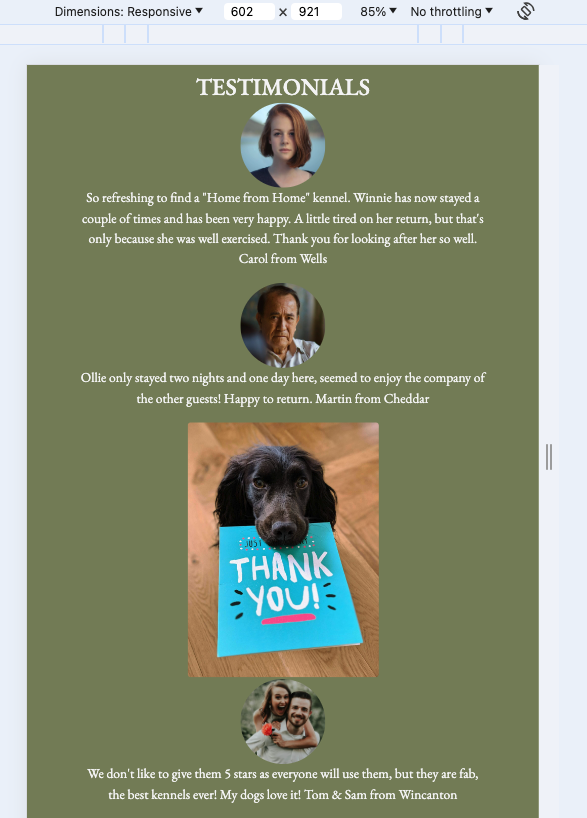 Dimensions: Responsive 602 x 921 85% No throttling
TESTIMONIALS
So refreshing to find a "Home from Home" kennel. Winnie has now stayed a
couple of times and has been very happy. A little tired on her return, but that's
only because she was well exercised. Thank you for looking after her so well.
Carol from Wells
Ollie only stayed two nights and one day here, seemed to enjoy the company of
the other guests! Happy to return. Martin from Cheddar
JUST
THANK
YOU!
We don't like to give them 5 stars as everyone will use them, but they are fab,
the best kennels ever! My dogs love it! Tom & Sam from Wincanton